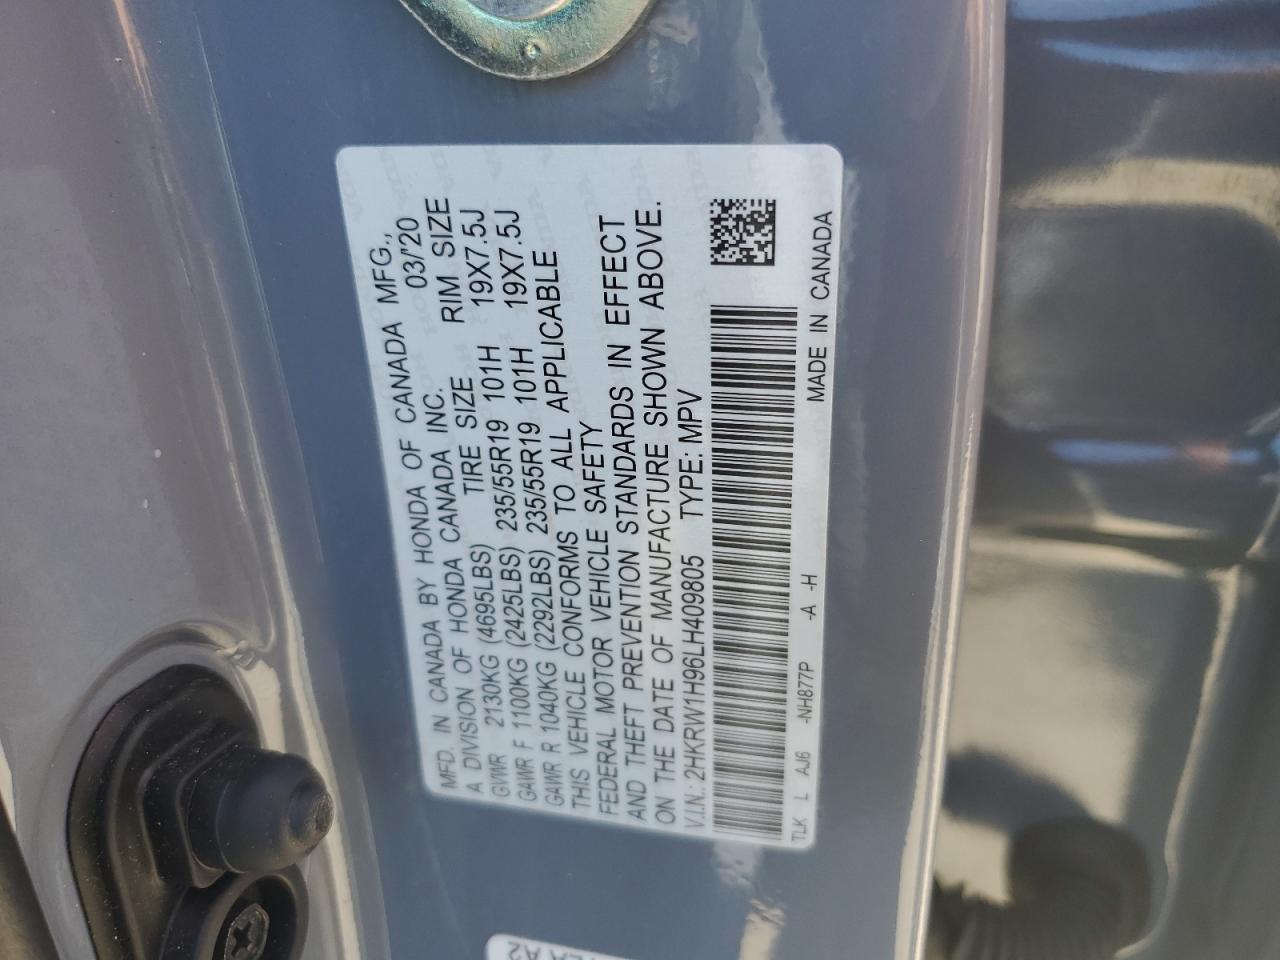 MFD. IN CANADA BY HONDA OF CANADA MFG.,
A DIVISION OF HONDA CANADA INC. 03/'20
GVWR 2130KG (4695LBS) TIRE SIZE RIM SIZE
GAWR F 1100KG (2425LBS) 235/55R19 101H 19X7.5J
GAWR R 1040KG (2292LBS) 235/55R19 101H 19X7.5J
THIS VEHICLE CONFORMS TO ALL APPLICABLE
FEDERAL MOTOR VEHICLE SAFETY
AND THEFT PREVENTION STANDARDS IN EFFECT
ON THE DATE OF MANUFACTURE SHOWN ABOVE.
V.I.N.: 2HKRW1H96LH409805 TYPE: MPV
TLK L AJ6 -NH877P -A -H MADE IN CANADA